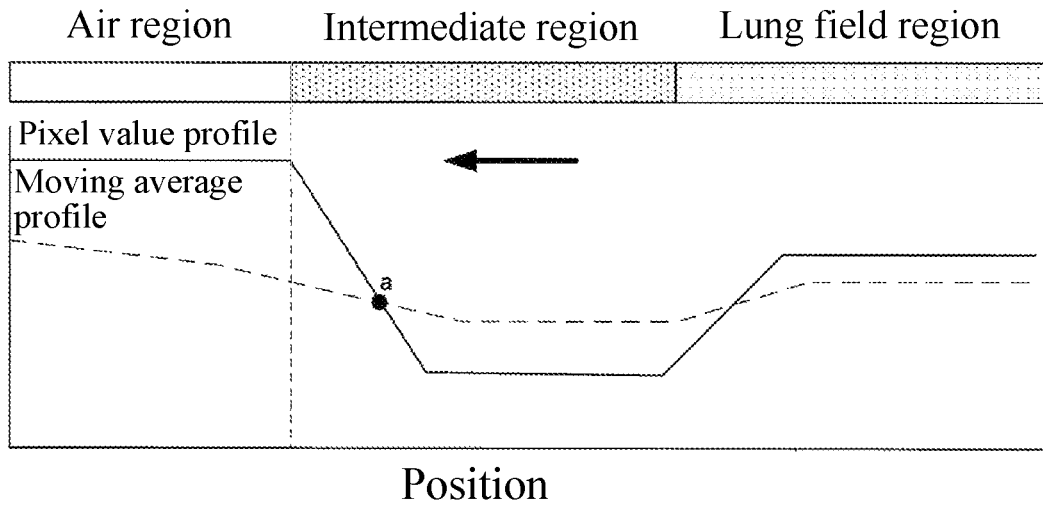 Air region
Intermediate region
Lung field region
Pixel value profile
Moving average
profile
a
Position